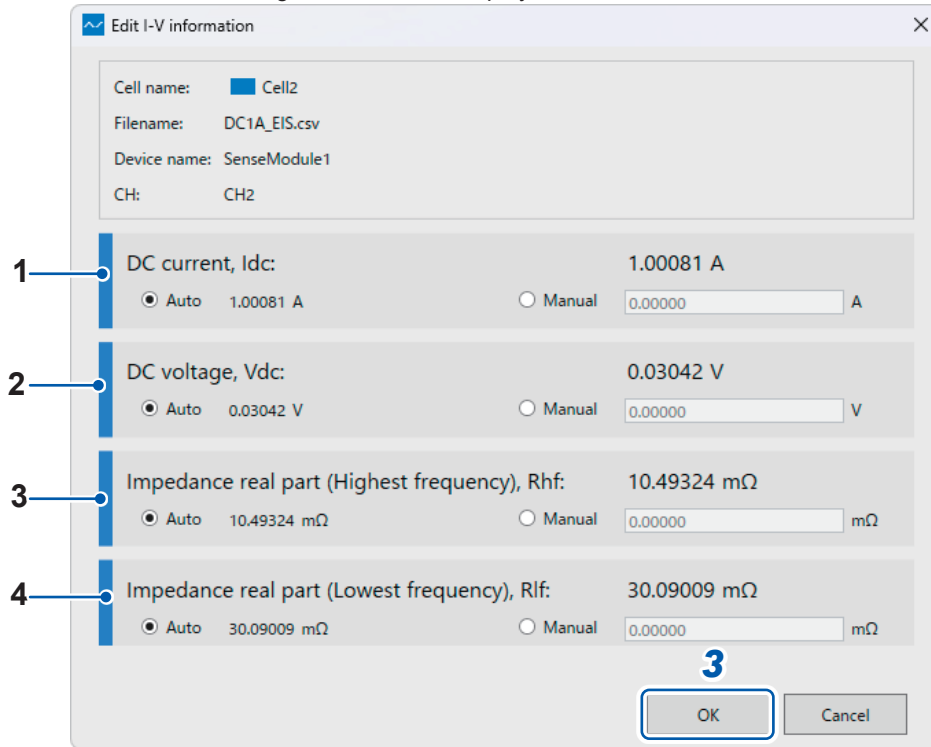 Edit I-V information
Cell name: Cell2
Filename: DC1A_EIS.csv
Device name: SenseModule1
CH: CH2
1
DC current, Idc: 1.00081 A
Auto 1.00081 A Manual 0.00000 A
2
DC voltage, Vdc: 0.03042 V
Auto 0.03042 V Manual 0.00000 V
3
Impedance real part (Highest frequency), Rhf: 10.49324 mΩ
Auto 10.49324 mΩ Manual 0.00000 mΩ
4
Impedance real part (Lowest frequency), Rlf: 30.09009 mΩ
Auto 30.09009 mΩ Manual 0.00000 mΩ
3
OK Cancel